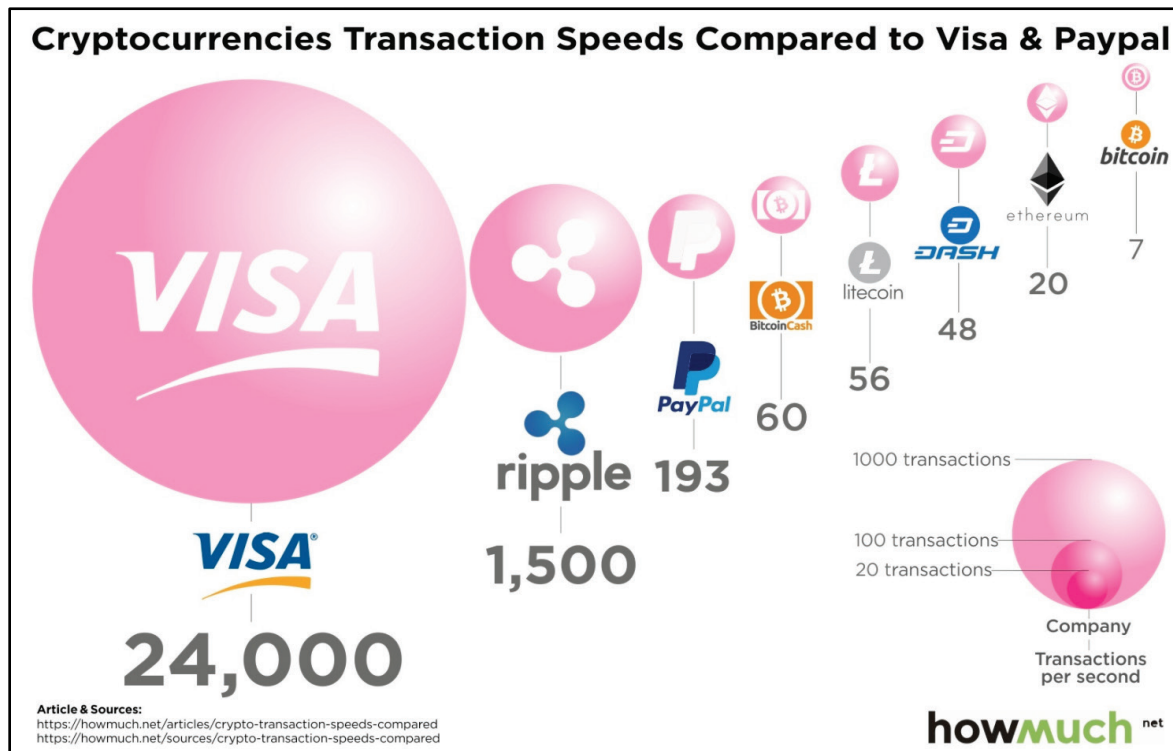 Cryptocurrencies Transaction Speeds Compared to Visa & Paypal
VISA
VISA®
24,000
ripple
1,500
P
PayPal
193
BitcoinCash
60
Ł
litecoin
56
DASH
48
ethereum
20
bitcoin
7
1000 transactions
100 transactions
20 transactions
Company
Transactions
per second
Article & Sources:
https://howmuch.net/articles/crypto-transaction-speeds-compared
https://howmuch.net/sources/crypto-transaction-speeds-compared
howmuch net